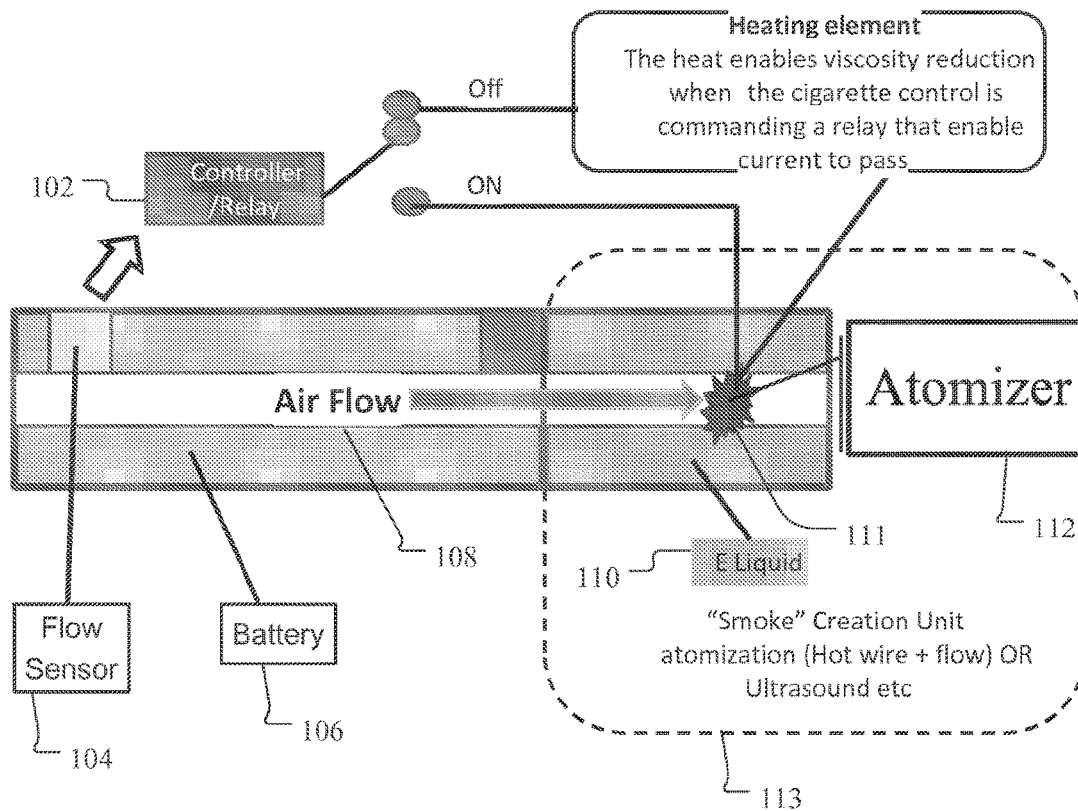 Heating element
The heat enables viscosity reduction
when the cigarette control is
commanding a relay that enable
current to pass
Off
Controller
/Relay
102
ON
Atomizer
Air Flow
112
111
108
110
E Liquid
Flow
Sensor
Battery
"Smoke" Creation Unit
atomization (Hot wire + flow) OR
Ultrasound etc
106
104
113